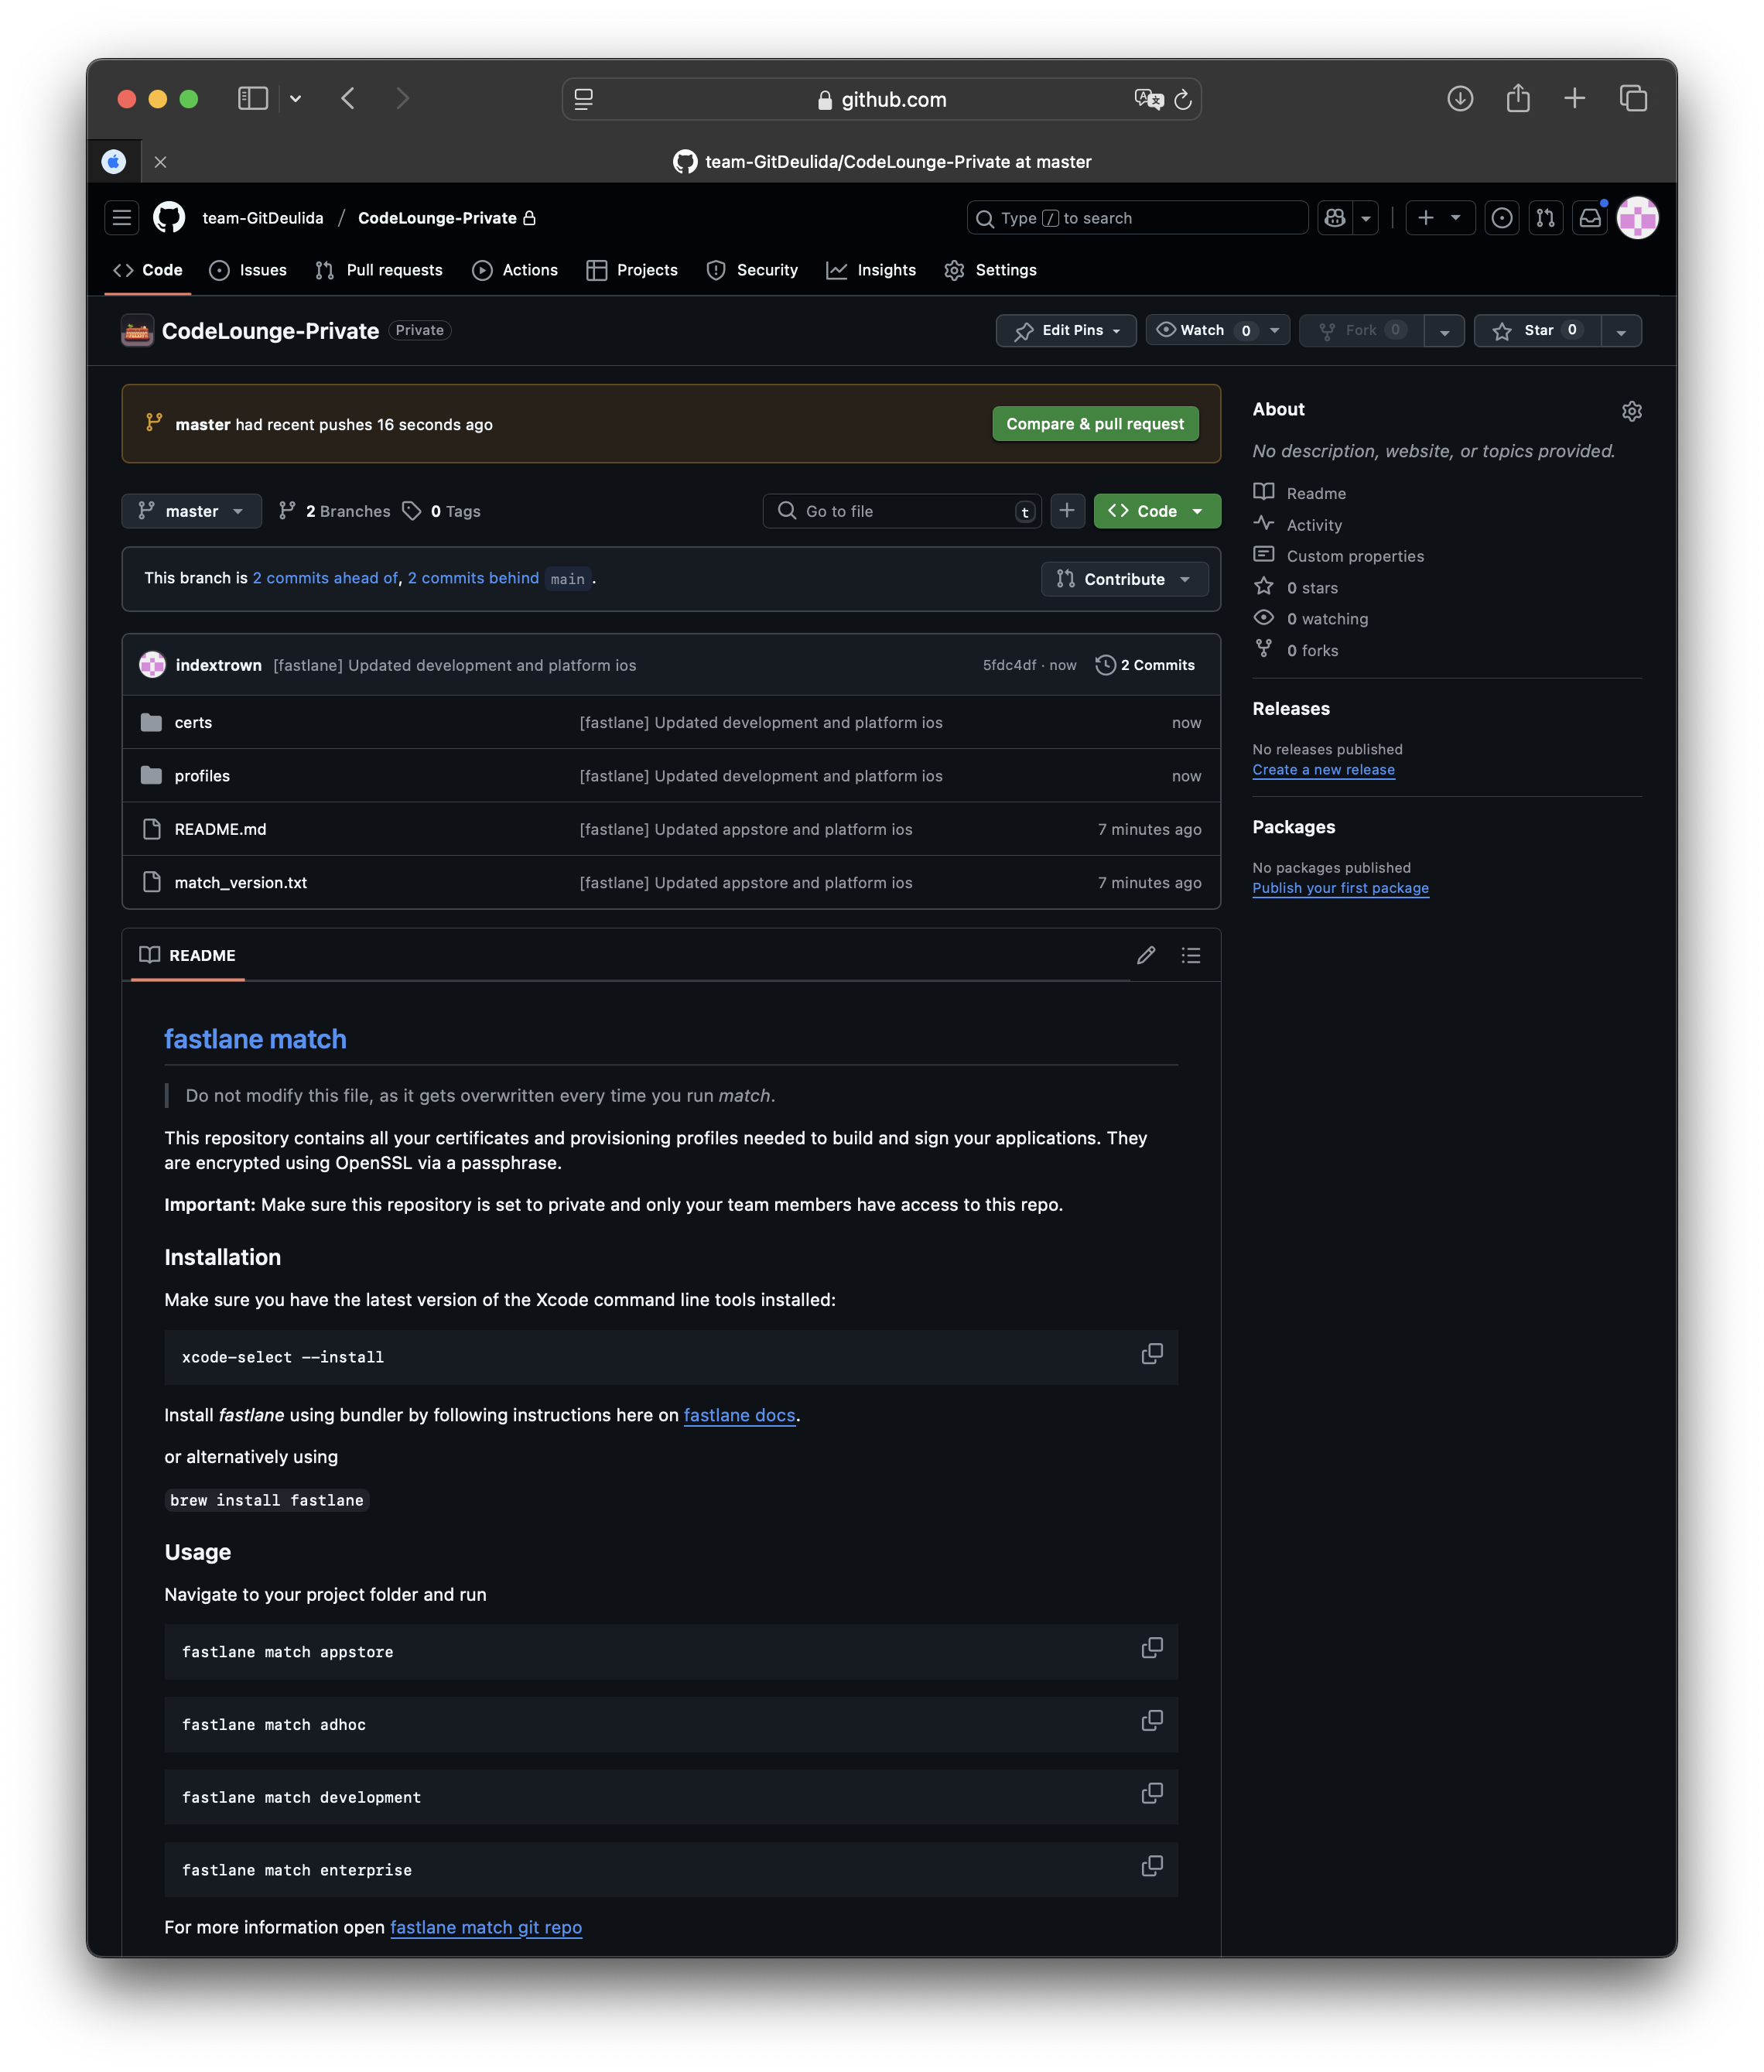 github.com
team-GitDeulida/CodeLounge-Private at master
team-GitDeulida / CodeLounge-Private
Type / to search
Code Issues Pull requests Actions Projects Security Insights Settings
CodeLounge-Private Private
Edit Pins Watch 0 Fork 0 Star 0
master had recent pushes 16 seconds ago
Compare & pull request
master 2 Branches 0 Tags
Go to file t
Code
This branch is 2 commits ahead of, 2 commits behind main .
Contribute
indextrown [fastlane] Updated development and platform ios 5fdc4df · now 2 Commits
certs [fastlane] Updated development and platform ios now
profiles [fastlane] Updated development and platform ios now
README.md [fastlane] Updated appstore and platform ios 7 minutes ago
match_version.txt [fastlane] Updated appstore and platform ios 7 minutes ago
README
fastlane match
Do not modify this file, as it gets overwritten every time you run match.
This repository contains all your certificates and provisioning profiles needed to build and sign your applications. They
are encrypted using OpenSSL via a passphrase.
Important: Make sure this repository is set to private and only your team members have access to this repo.
Installation
Make sure you have the latest version of the Xcode command line tools installed:
xcode-select --install
Install fastlane using bundler by following instructions here on fastlane docs.
or alternatively using
brew install fastlane
Usage
Navigate to your project folder and run
fastlane match appstore
fastlane match adhoc
fastlane match development
fastlane match enterprise
For more information open fastlane match git repo
About
No description, website, or topics provided.
Readme
Activity
Custom properties
0 stars
0 watching
0 forks
Releases
No releases published
Create a new release
Packages
No packages published
Publish your first package